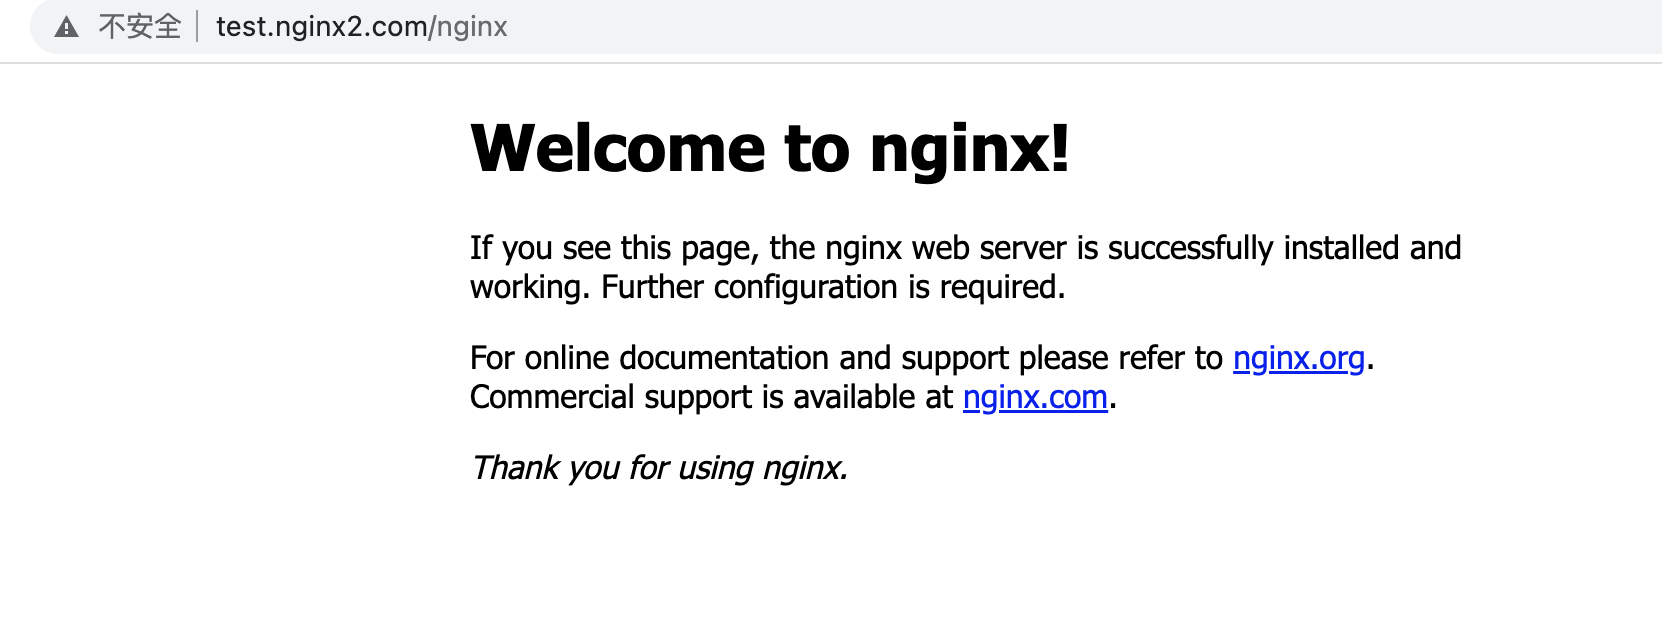 不安全 test.nginx2.com/nginx
Welcome to nginx!
If you see this page, the nginx web server is successfully installed and
working. Further configuration is required.
For online documentation and support please refer to nginx.org.
Commercial support is available at nginx.com.
Thank you for using nginx.